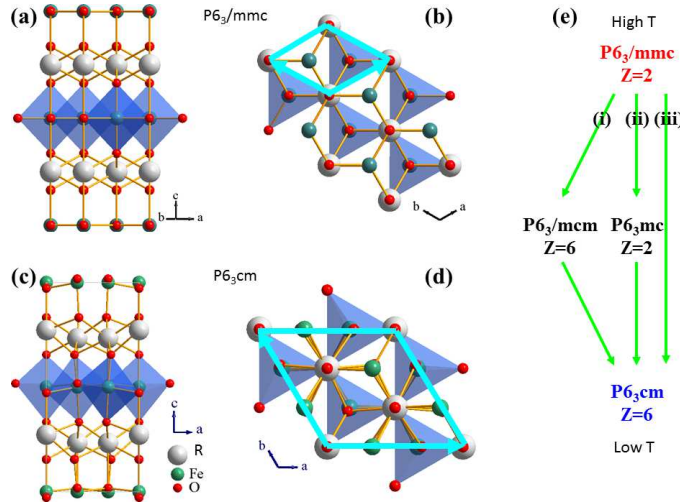 (a)
P6₃/mmc
(b)
(e)
High T
P6₃/mmc
Z=2
(i)
(ii)
(iii)
c
b
a
b
a
P6₃/mcm
Z=6
P6₃mc
Z=2
(c)
P6₃cm
(d)
c
a
R
Fe
O
b
a
P6₃cm
Z=6
Low T